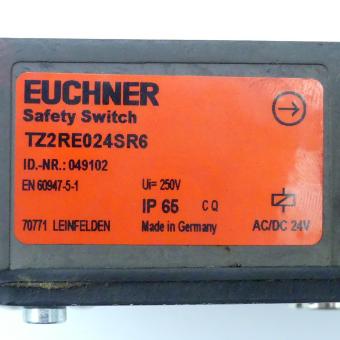 EUCHNER
Safety Switch
TZ2RE024SR6
ID.-NR.: 049102
EN 60947-5-1 Ui= 250V
IP 65 C Q
70771 LEINFELDEN Made in Germany AC/DC 24V